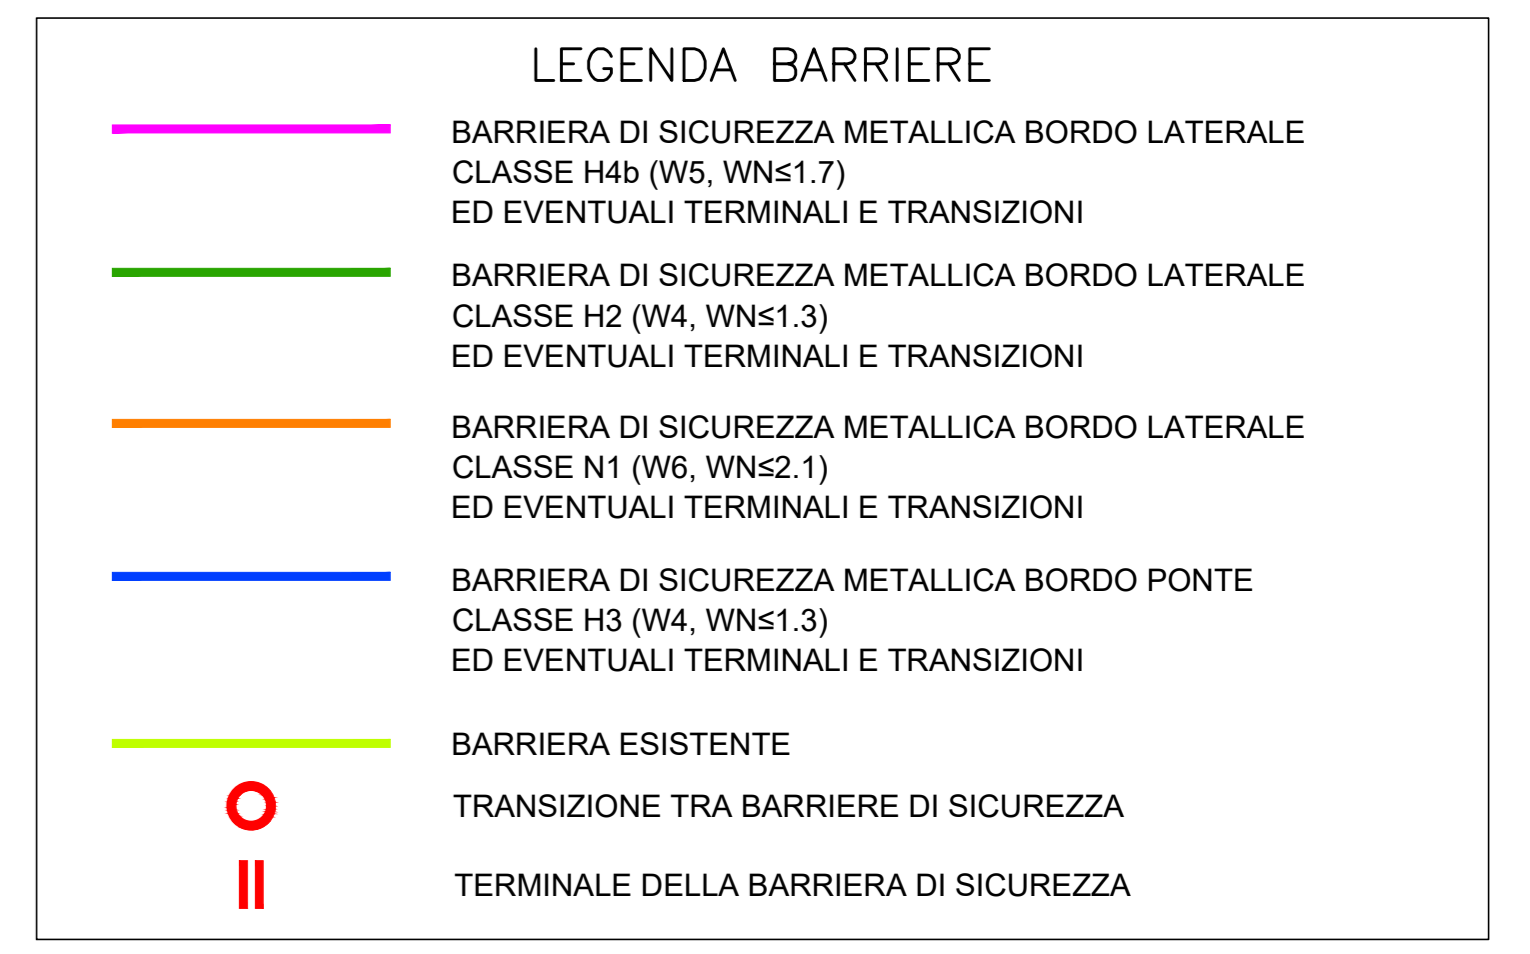 LEGENDA BARRIERE
BARRIERA DI SICUREZZA METALLICA BORDO LATERALE
CLASSE H4b (W5, WN≤1.7)
ED EVENTUALI TERMINALI E TRANSIZIONI
BARRIERA DI SICUREZZA METALLICA BORDO LATERALE
CLASSE H2 (W4, WN≤1.3)
ED EVENTUALI TERMINALI E TRANSIZIONI
BARRIERA DI SICUREZZA METALLICA BORDO LATERALE
CLASSE N1 (W6, WN≤2.1)
ED EVENTUALI TERMINALI E TRANSIZIONI
BARRIERA DI SICUREZZA METALLICA BORDO PONTE
CLASSE H3 (W4, WN≤1.3)
ED EVENTUALI TERMINALI E TRANSIZIONI
BARRIERA ESISTENTE
TRANSIZIONE TRA BARRIERE DI SICUREZZA
TERMINALE DELLA BARRIERA DI SICUREZZA